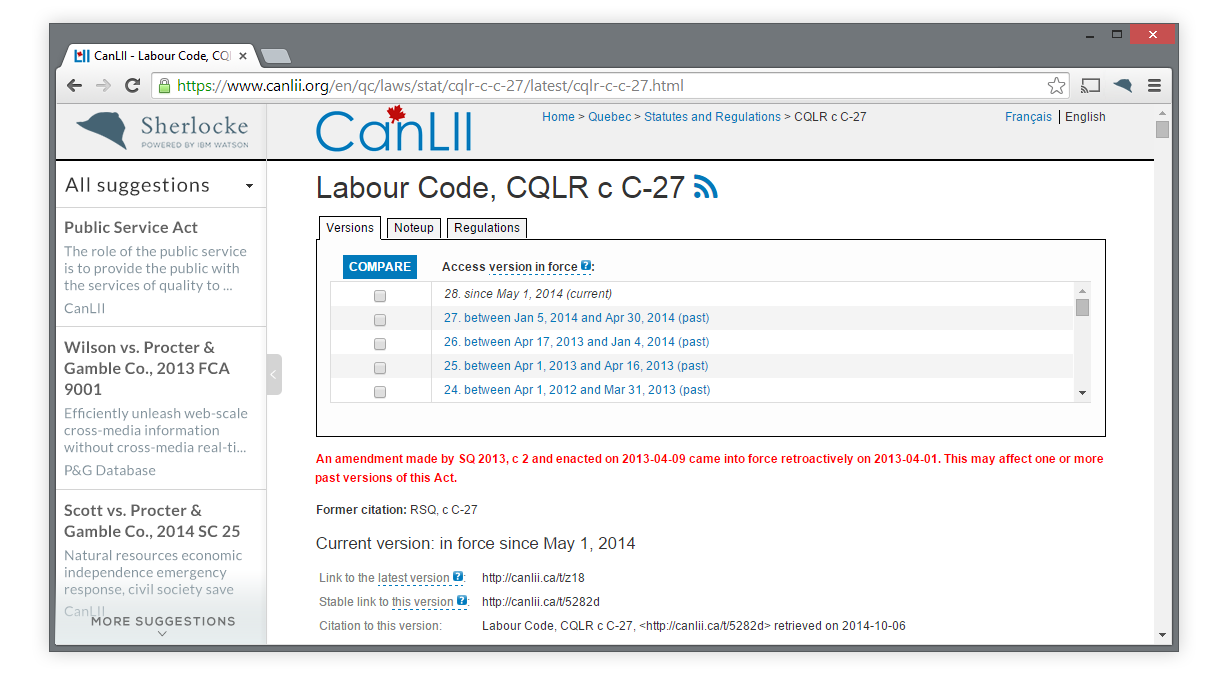 CanLII - Labour Code, CQ
https://www.canlii.org/en/qc/laws/stat/cqlr-c-c-27/latest/cqlr-c-c-27.html
Sherlocke
POWERED BY IBM WATSON
All suggestions
Public Service Act
The role of the public service
is to provide the public with
the services of quality to ...
CanLII
Wilson vs. Procter &
Gamble Co., 2013 FCA
9001
Efficiently unleash web-scale
cross-media information
without cross-media real-ti...
P&G Database
Scott vs. Procter &
Gamble Co., 2014 SC 25
Natural resources economic
independence emergency
response, civil society save
CanLII
MORE SUGGESTIONS
CanLII
Home > Quebec > Statutes and Regulations > CQLR c C-27
Français | English
Labour Code, CQLR c C-27
Versions Noteup Regulations
COMPARE Access version in force ?:
28. since May 1, 2014 (current)
27. between Jan 5, 2014 and Apr 30, 2014 (past)
26. between Apr 17, 2013 and Jan 4, 2014 (past)
25. between Apr 1, 2013 and Apr 16, 2013 (past)
24. between Apr 1, 2012 and Mar 31, 2013 (past)
An amendment made by SQ 2013, c 2 and enacted on 2013-04-09 came into force retroactively on 2013-04-01. This may affect one or more
past versions of this Act.
Former citation: RSQ, c C-27
Current version: in force since May 1, 2014
Link to the latest version ?: http://canlii.ca/t/z18
Stable link to this version ?: http://canlii.ca/t/5282d
Citation to this version: Labour Code, CQLR c C-27, <http://canlii.ca/t/5282d> retrieved on 2014-10-06